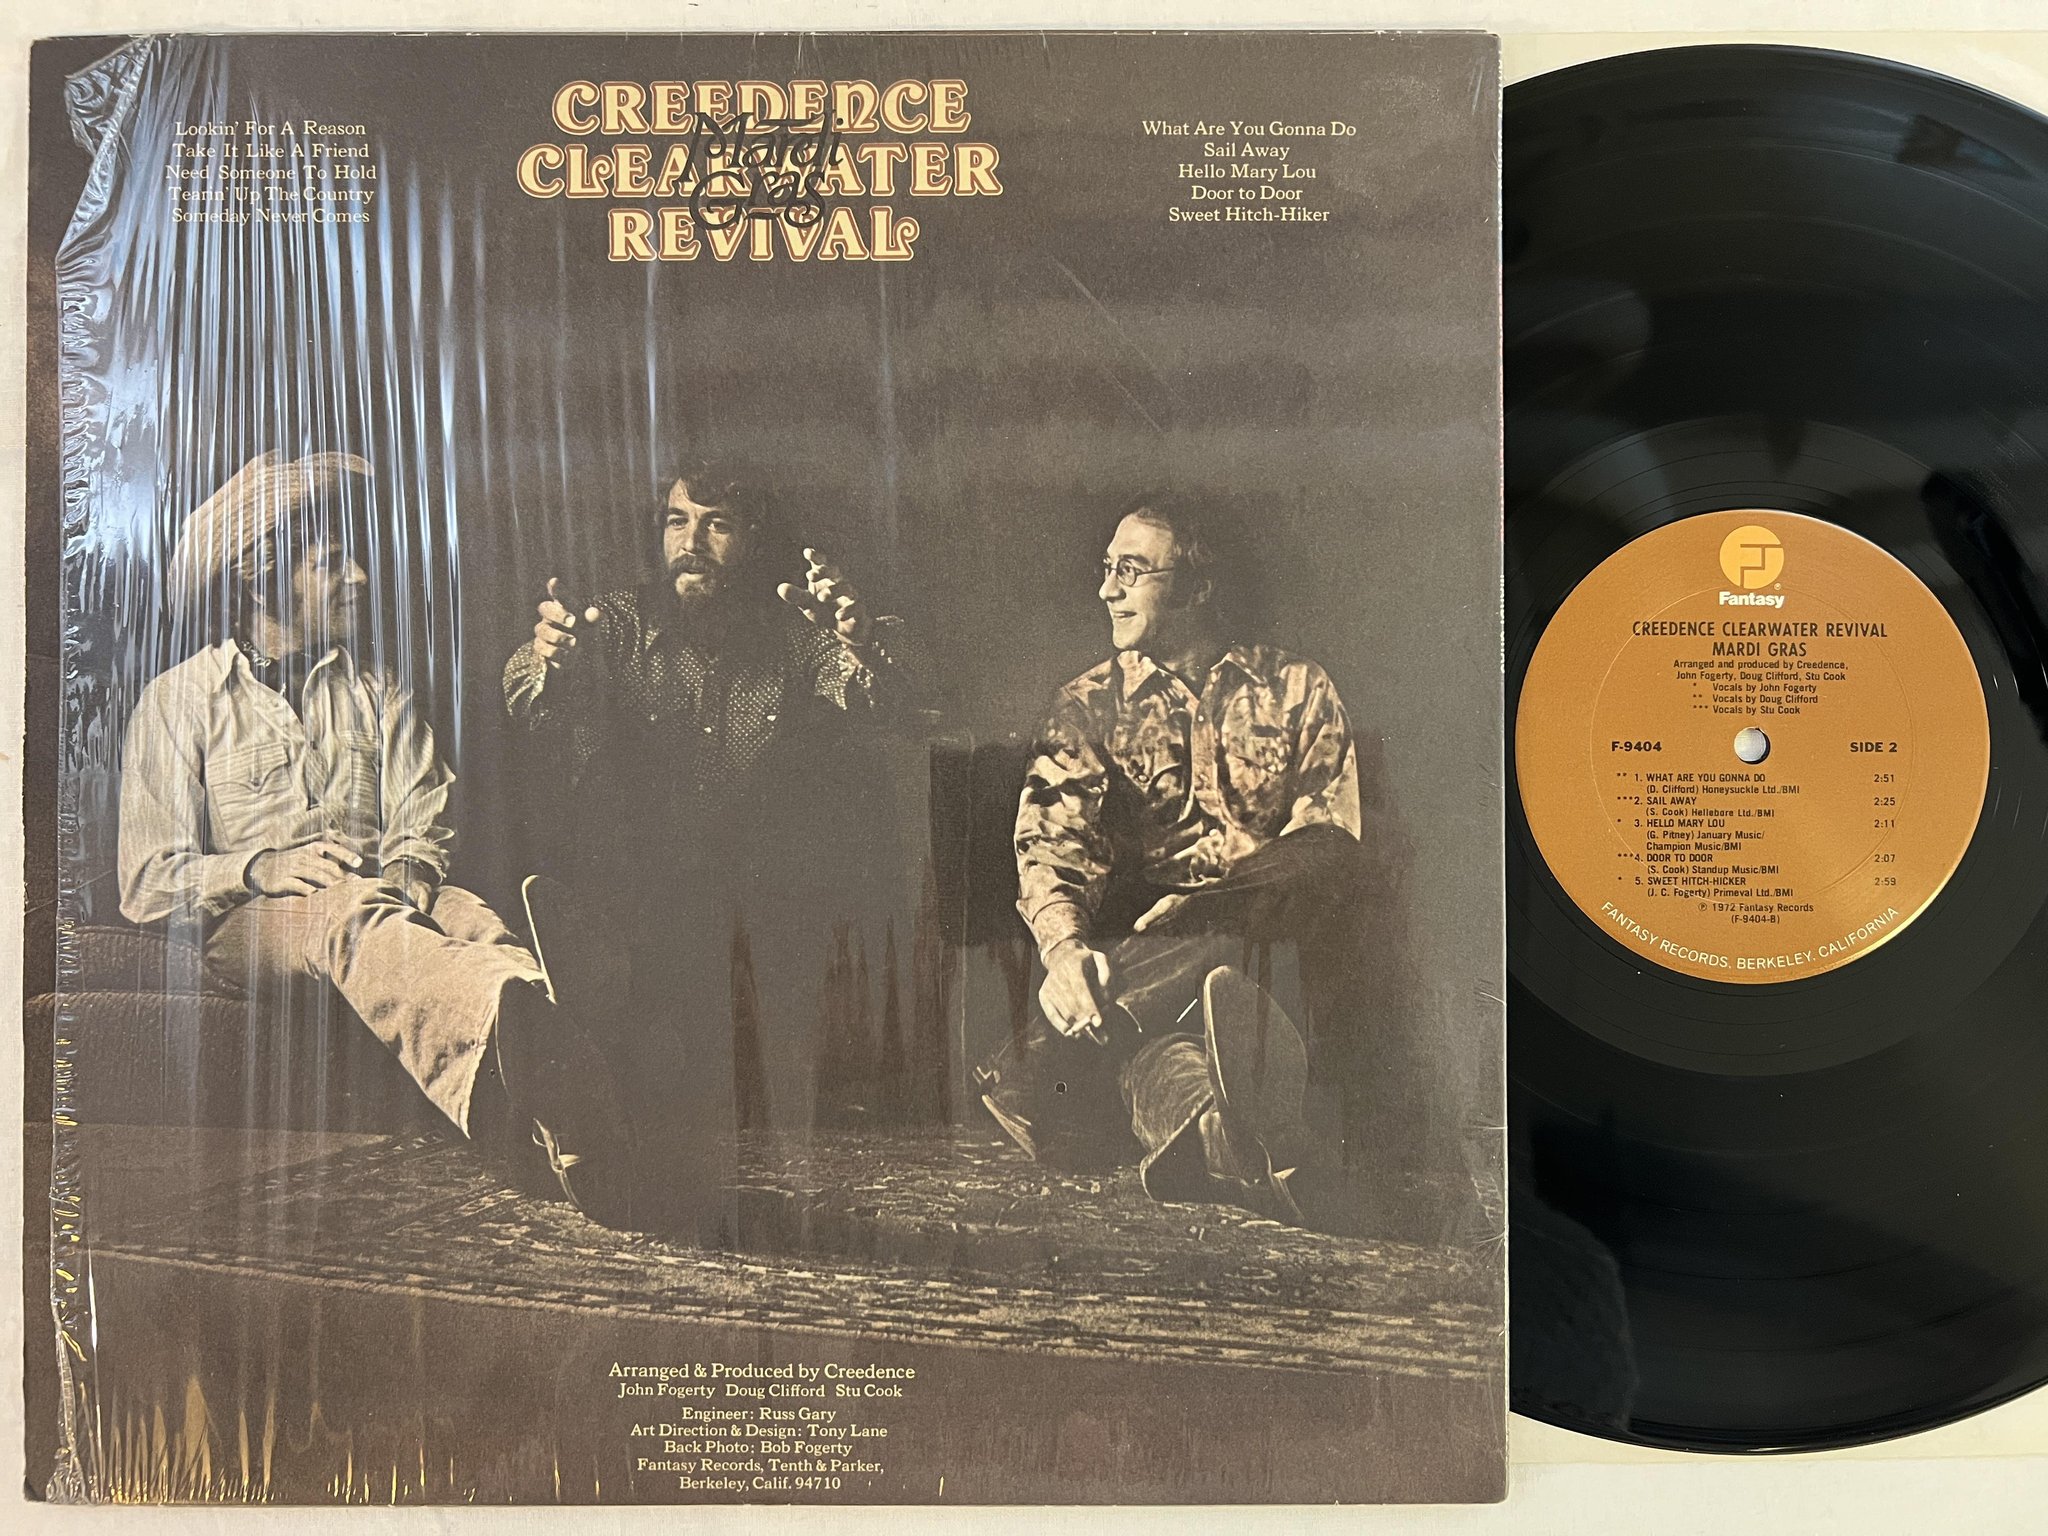 CREEDENCE
CLEARWATER
REVIVAL
Mardi
Gras
Lookin' For A Reason
Take It Like A Friend
Need Someone To Hold
Tearin' Up The Country
Someday Never Comes
What Are You Gonna Do
Sail Away
Hello Mary Lou
Door to Door
Sweet Hitch-Hiker
Arranged & Produced by Creedence
John Fogerty Doug Clifford Stu Cook
Engineer: Russ Gary
Art Direction & Design: Tony Lane
Back Photo: Bob Fogerty
Fantasy Records, Tenth & Parker,
Berkeley, Calif. 94710
F
®
Fantasy
CREEDENCE CLEARWATER REVIVAL
MARDI GRAS
Arranged and produced by Creedence,
John Fogerty, Doug Clifford, Stu Cook
* Vocals by John Fogerty
** Vocals by Doug Clifford
*** Vocals by Stu Cook
F-9404 SIDE 2
** 1. WHAT ARE YOU GONNA DO 2:51
(D. Clifford) Honeysuckle Ltd./BMI
***2. SAIL AWAY 2:25
(S. Cook) Hellebore Ltd./BMI
* 3. HELLO MARY LOU 2:11
(G. Pitney) January Music/
Champion Music/BMI
***4. DOOR TO DOOR 2:07
(S. Cook) Standup Music/BMI
* 5. SWEET HITCH-HICKER 2:59
(J. C. Fogerty) Primeval Ltd./BMI
℗ 1972 Fantasy Records
(F-9404-B)
FANTASY RECORDS, BERKELEY, CALIFORNIA